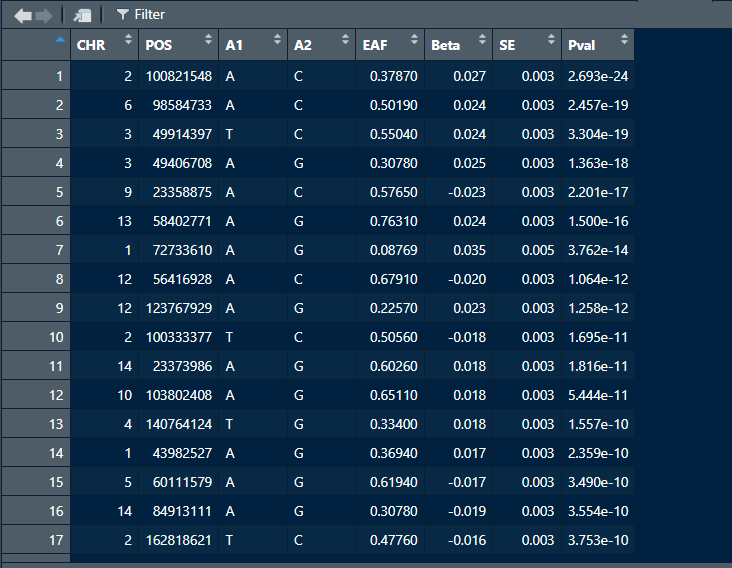 Filter
CHR POS A1 A2 EAF Beta SE Pval
1 2 100821548 A C 0.37870 0.027 0.003 2.693e-24
2 6 98584733 A C 0.50190 0.024 0.003 2.457e-19
3 3 49914397 T C 0.55040 0.024 0.003 3.304e-19
4 3 49406708 A G 0.30780 0.025 0.003 1.363e-18
5 9 23358875 A C 0.57650 -0.023 0.003 2.201e-17
6 13 58402771 A G 0.76310 0.024 0.003 1.500e-16
7 1 72733610 A G 0.08769 0.035 0.005 3.762e-14
8 12 56416928 A C 0.67910 -0.020 0.003 1.064e-12
9 12 123767929 A G 0.22570 0.023 0.003 1.258e-12
10 2 100333377 T C 0.50560 -0.018 0.003 1.695e-11
11 14 23373986 A G 0.60260 0.018 0.003 1.816e-11
12 10 103802408 A G 0.65110 0.018 0.003 5.444e-11
13 4 140764124 T G 0.33400 0.018 0.003 1.557e-10
14 1 43982527 A G 0.36940 0.017 0.003 2.359e-10
15 5 60111579 A G 0.61940 -0.017 0.003 3.490e-10
16 14 84913111 A G 0.30780 -0.019 0.003 3.554e-10
17 2 162818621 T C 0.47760 -0.016 0.003 3.753e-10